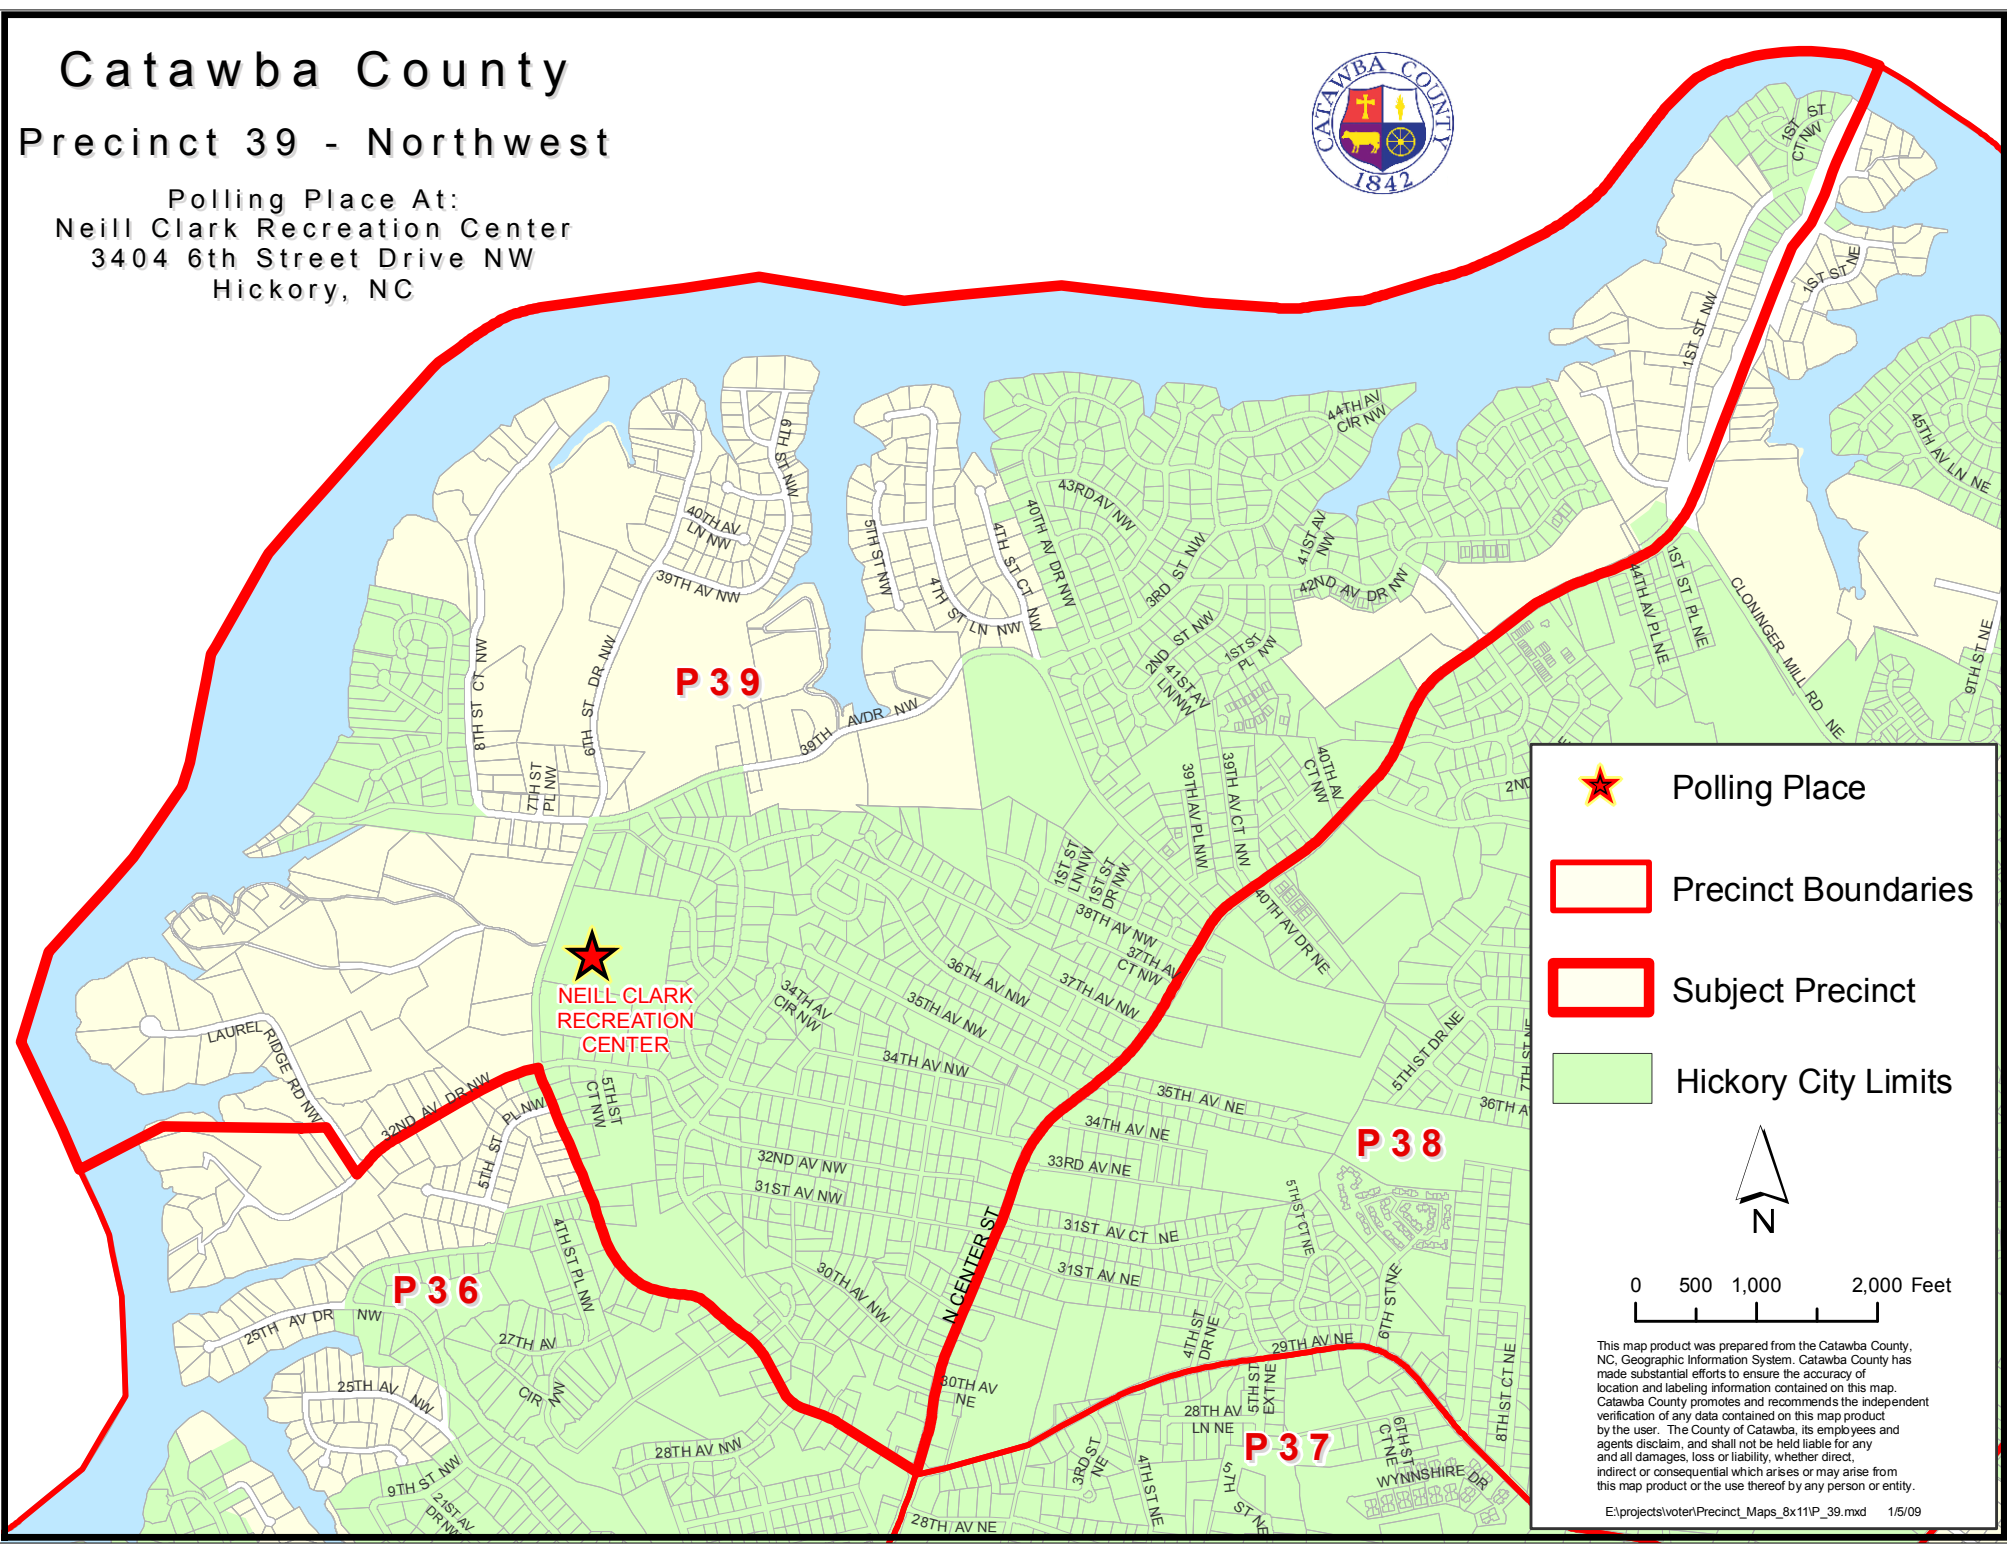 Catawba County
Precinct 39 - Northwest
Polling Place At:
Neill Clark Recreation Center
3404 6th Street Drive NW
Hickory, NC
CATAWBA COUNTY
1842
1ST ST
CT NW
1ST ST NE
1ST ST NW
45TH AV LN NE
44TH AV
CIR NW
6TH ST NW
40TH AV
LN NW
39TH AV NW
5TH ST NW
4TH ST CT NW
4TH ST LN NW
40TH AV DR NW
43RD AV NW
3RD ST NW
41ST AV
NW
42ND AV DR NW
2ND ST NW
1ST ST
PL NW
41ST AV
LN NW
44TH AV PL NE
1ST ST PL NE
CLONINGER MILL RD NE
9TH ST NE
8TH ST CT NW
6TH ST DR NW
P39
39TH AVDR NW
7TH ST
PL NW
39TH AV PL NW
39TH AV CT NW
40TH AV
CT NW
2ND
1ST ST
LN NW
1ST ST
DR NW
38TH AV NW
37TH AV
CT NW
37TH AV NW
40TH AV DR NE
36TH AV NW
35TH AV NW
34TH AV
CIR NW
34TH AV NW
NEILL CLARK
RECREATION
CENTER
LAUREL RIDGE RD NW
32ND AV DR NW
5TH ST PL NW
5TH ST
CT NW
32ND AV NW
31ST AV NW
30TH AV NW
N CENTER ST
35TH AV NE
34TH AV NE
33RD AV NE
31ST AV CT NE
31ST AV NE
5TH ST DR NE
7TH ST NE
36TH A
P38
5TH ST CT NE
6TH ST NE
4TH ST
DR NE
29TH AV NE
5TH ST
EXT NE
8TH ST CT NE
30TH AV
NE
28TH AV
LN NE
P37
6TH ST
CT NE
WYNNSHIRE DR
3RD ST
NE
4TH ST NE
5TH
ST NE
28TH AV NE
P36
4TH ST PL NW
25TH AV DR NW
27TH AV
CIR NW
25TH AV NW
28TH AV NW
9TH ST NW
21ST AV
DR NW
Polling Place
Precinct Boundaries
Subject Precinct
Hickory City Limits
N
0 500 1,000 2,000 Feet
This map product was prepared from the Catawba County,
NC, Geographic Information System. Catawba County has
made substantial efforts to ensure the accuracy of
location and labeling information contained on this map.
Catawba County promotes and recommends the independent
verification of any data contained on this map product
by the user. The County of Catawba, its employees and
agents disclaim, and shall not be held liable for any
and all damages, loss or liability, whether direct,
indirect or consequential which arises or may arise from
this map product or the use thereof by any person or entity.
E:\projects\voter\Precinct_Maps_8x11\P_39.mxd 1/5/09